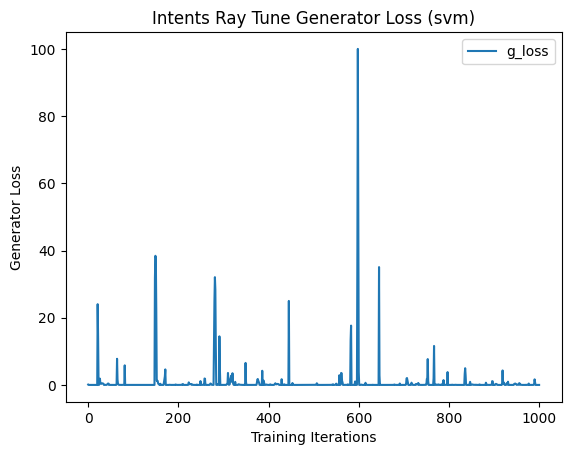 Intents Ray Tune Generator Loss (svm)
g_loss
100
80
60
40
20
0
Generator Loss
0 200 400 600 800 1000
Training Iterations